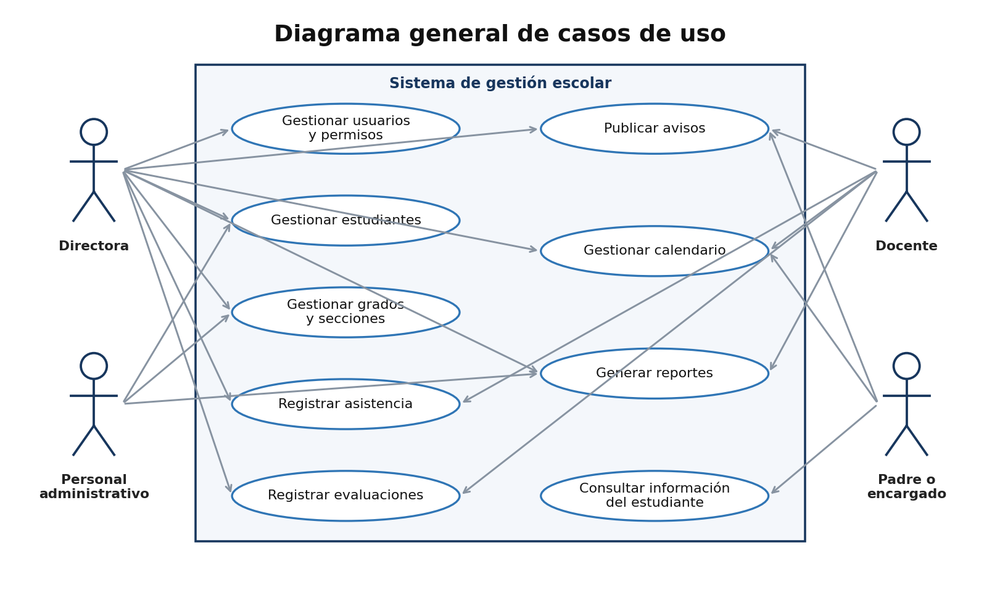 Diagrama general de casos de uso
Sistema de gestión escolar
Gestionar usuarios
y permisos
Publicar avisos
Gestionar estudiantes
Directora
Gestionar calendario
Docente
Gestionar grados
y secciones
Generar reportes
Registrar asistencia
Personal
administrativo
Registrar evaluaciones
Consultar información
del estudiante
Padre o
encargado